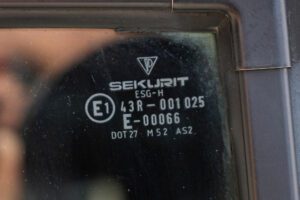 SEKURIT
ESG-H
E1 43R-001025
E-00066
DOT27 M52 AS2